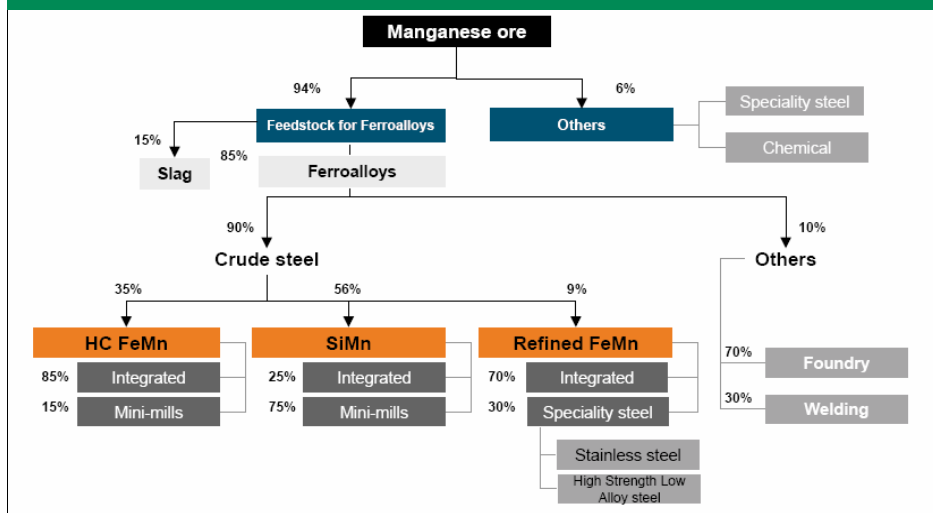 Manganese ore
94%
6%
Feedstock for Ferroalloys
Others
Speciality steel
Chemical
15%
85%
Slag
Ferroalloys
90%
10%
Crude steel
Others
35%
56%
9%
HC FeMn
SiMn
Refined FeMn
85%
Integrated
25%
Integrated
70%
Integrated
70%
Foundry
15%
Mini-mills
75%
Mini-mills
30%
Speciality steel
30%
Welding
Stainless steel
High Strength Low
Alloy steel